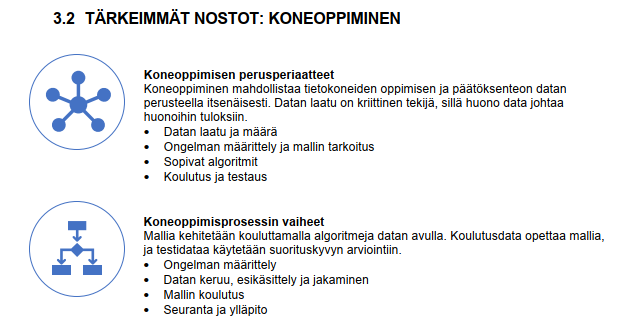 3.2 TÄRKEIMMÄT NOSTOT: KONEOPPIMINEN
Koneoppimisen perusperiaatteet
Koneoppiminen mahdollistaa tietokoneiden oppimisen ja päätöksenteon datan
perusteella itsenäisesti. Datan laatu on kriittinen tekijä, sillä huono data johtaa
huonoihin tuloksiin.
• Datan laatu ja määrä
• Ongelman määrittely ja mallin tarkoitus
• Sopivat algoritmit
• Koulutus ja testaus
Koneoppimisprosessin vaiheet
Mallia kehitetään kouluttamalla algoritmeja datan avulla. Koulutusdata opettaa mallia,
ja testidataa käytetään suorituskyvyn arviointiin.
• Ongelman määrittely
• Datan keruu, esikäsittely ja jakaminen
• Mallin koulutus
• Seuranta ja ylläpito